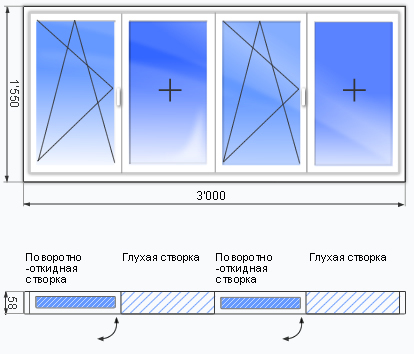 1'550
3'000
Поворотно
-откидная
створка
Глухая створка
Поворотно
-откидная
створка
Глухая створка
58